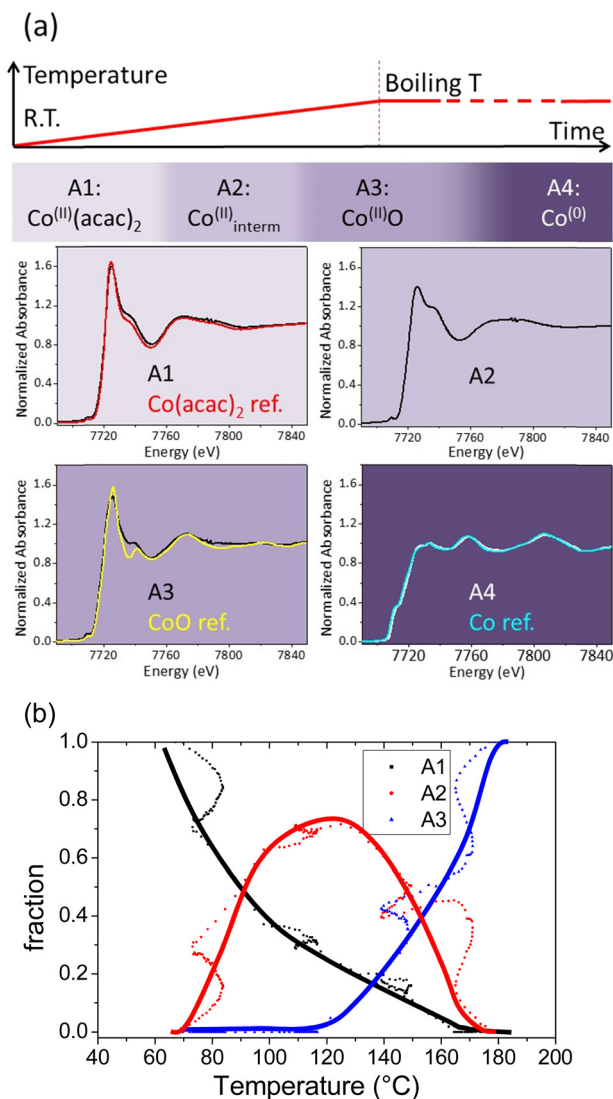 (a)
Temperature
Boiling T
R.T.
Time
A1: A2: A3: A4:
Co(II)(acac)2 Co(II)interm Co(II)O Co(0)
Normalized Absorbance
1.6
1.2
0.8
0.4
0.0
A1
Co(acac)2 ref.
7720 7760 7800 7840
Energy (eV)
Normalized Absorbance
1.6
1.2
0.8
0.4
0.0
A2
7720 7760 7800 7840
Energy (eV)
Normalized Absorbance
1.6
1.2
0.8
0.4
0.0
A3
CoO ref.
7720 7760 7800 7840
Energy (eV)
Normalized Absorbance
1.6
1.2
0.8
0.4
0.0
A4
Co ref.
7720 7760 7800 7840
Energy (eV)
(b)
fraction
1.0
0.8
0.6
0.4
0.2
0.0
A1
A2
A3
40 60 80 100 120 140 160 180 200
Temperature (°C)